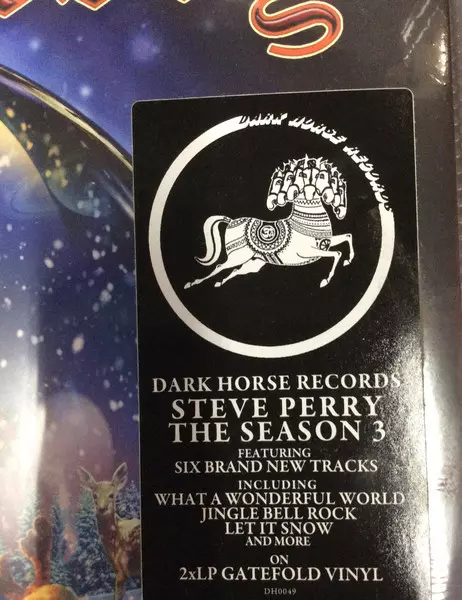 DARK HORSE RECORDS
DARK HORSE RECORDS
STEVE PERRY
THE SEASON 3
FEATURING
SIX BRAND NEW TRACKS
INCLUDING
WHAT A WONDERFUL WORLD
JINGLE BELL ROCK
LET IT SNOW
AND MORE
ON
2xLP GATEFOLD VINYL
DH0049